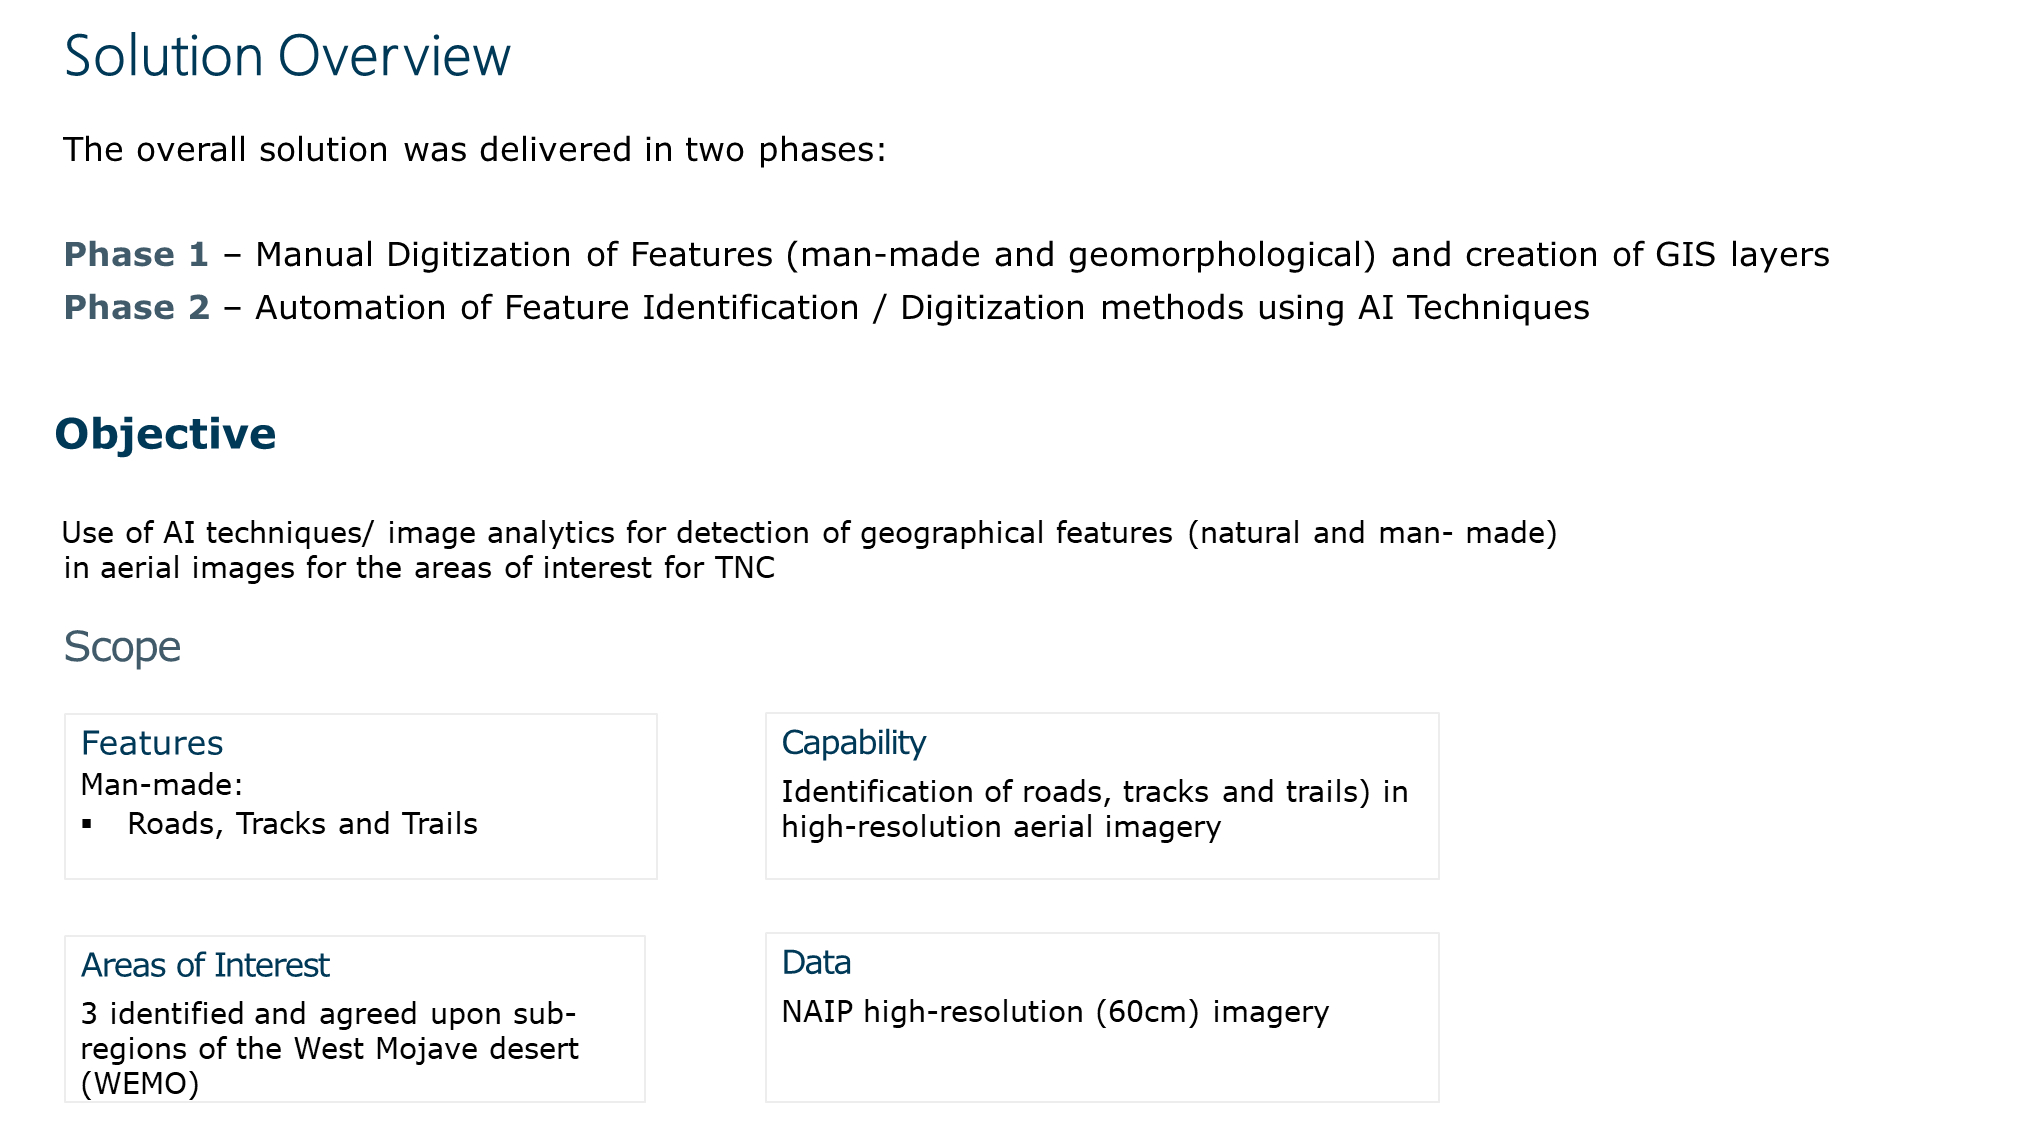 Solution Overview
The overall solution was delivered in two phases:
Phase 1 – Manual Digitization of Features (man-made and geomorphological) and creation of GIS layers
Phase 2 – Automation of Feature Identification / Digitization methods using AI Techniques
Objective
Use of AI techniques/ image analytics for detection of geographical features (natural and man- made)
in aerial images for the areas of interest for TNC
Scope
Features
Man-made:
▪ Roads, Tracks and Trails
Capability
Identification of roads, tracks and trails) in
high-resolution aerial imagery
Areas of Interest
3 identified and agreed upon sub-
regions of the West Mojave desert
(WEMO)
Data
NAIP high-resolution (60cm) imagery